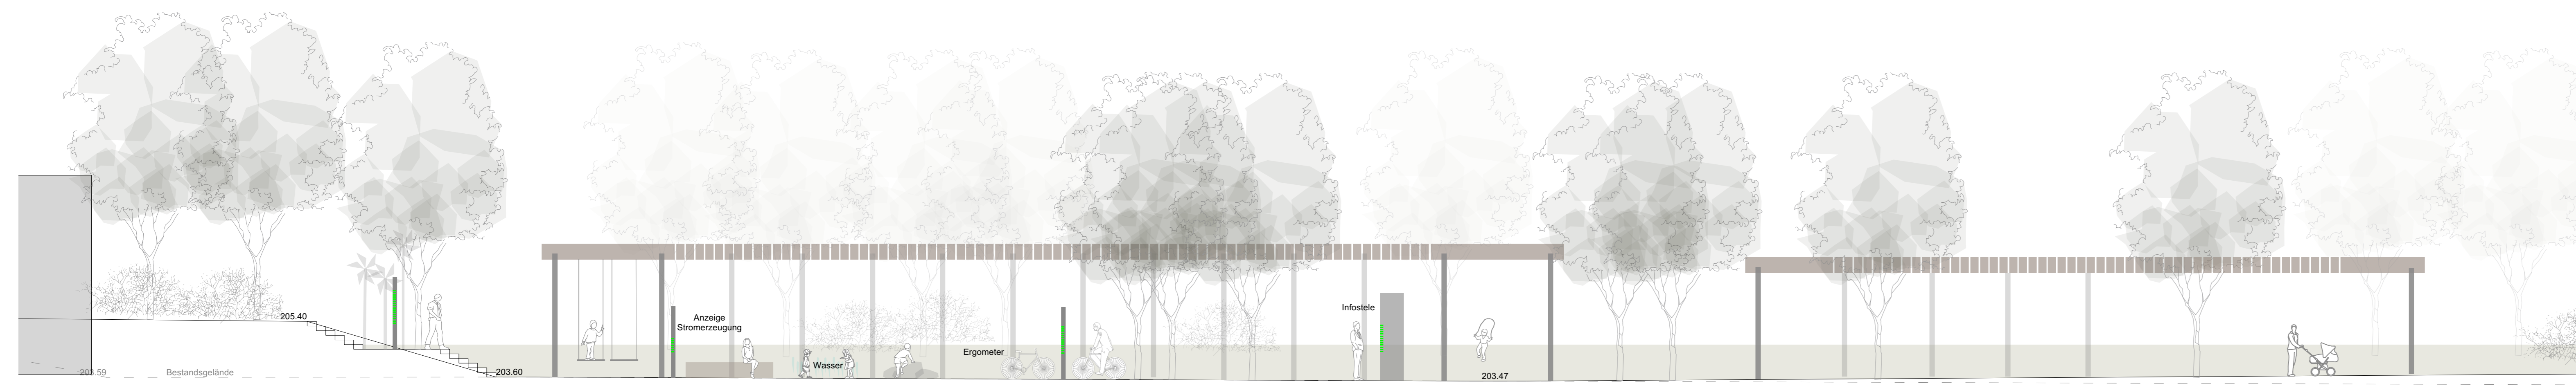 205.40
203.59
Bestandsgelände
203.60
Anzeige
Stromerzeugung
Wasser
Ergometer
Infostele
203.47